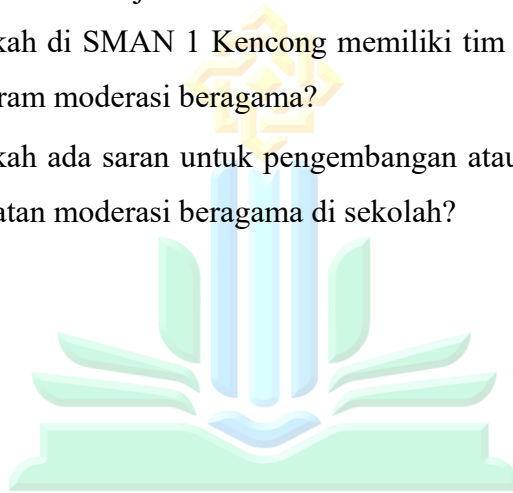 kah di SMAN 1 Kencong memiliki tim
ram moderasi beragama?
kah ada saran untuk pengembangan atau
atan moderasi beragama di sekolah?